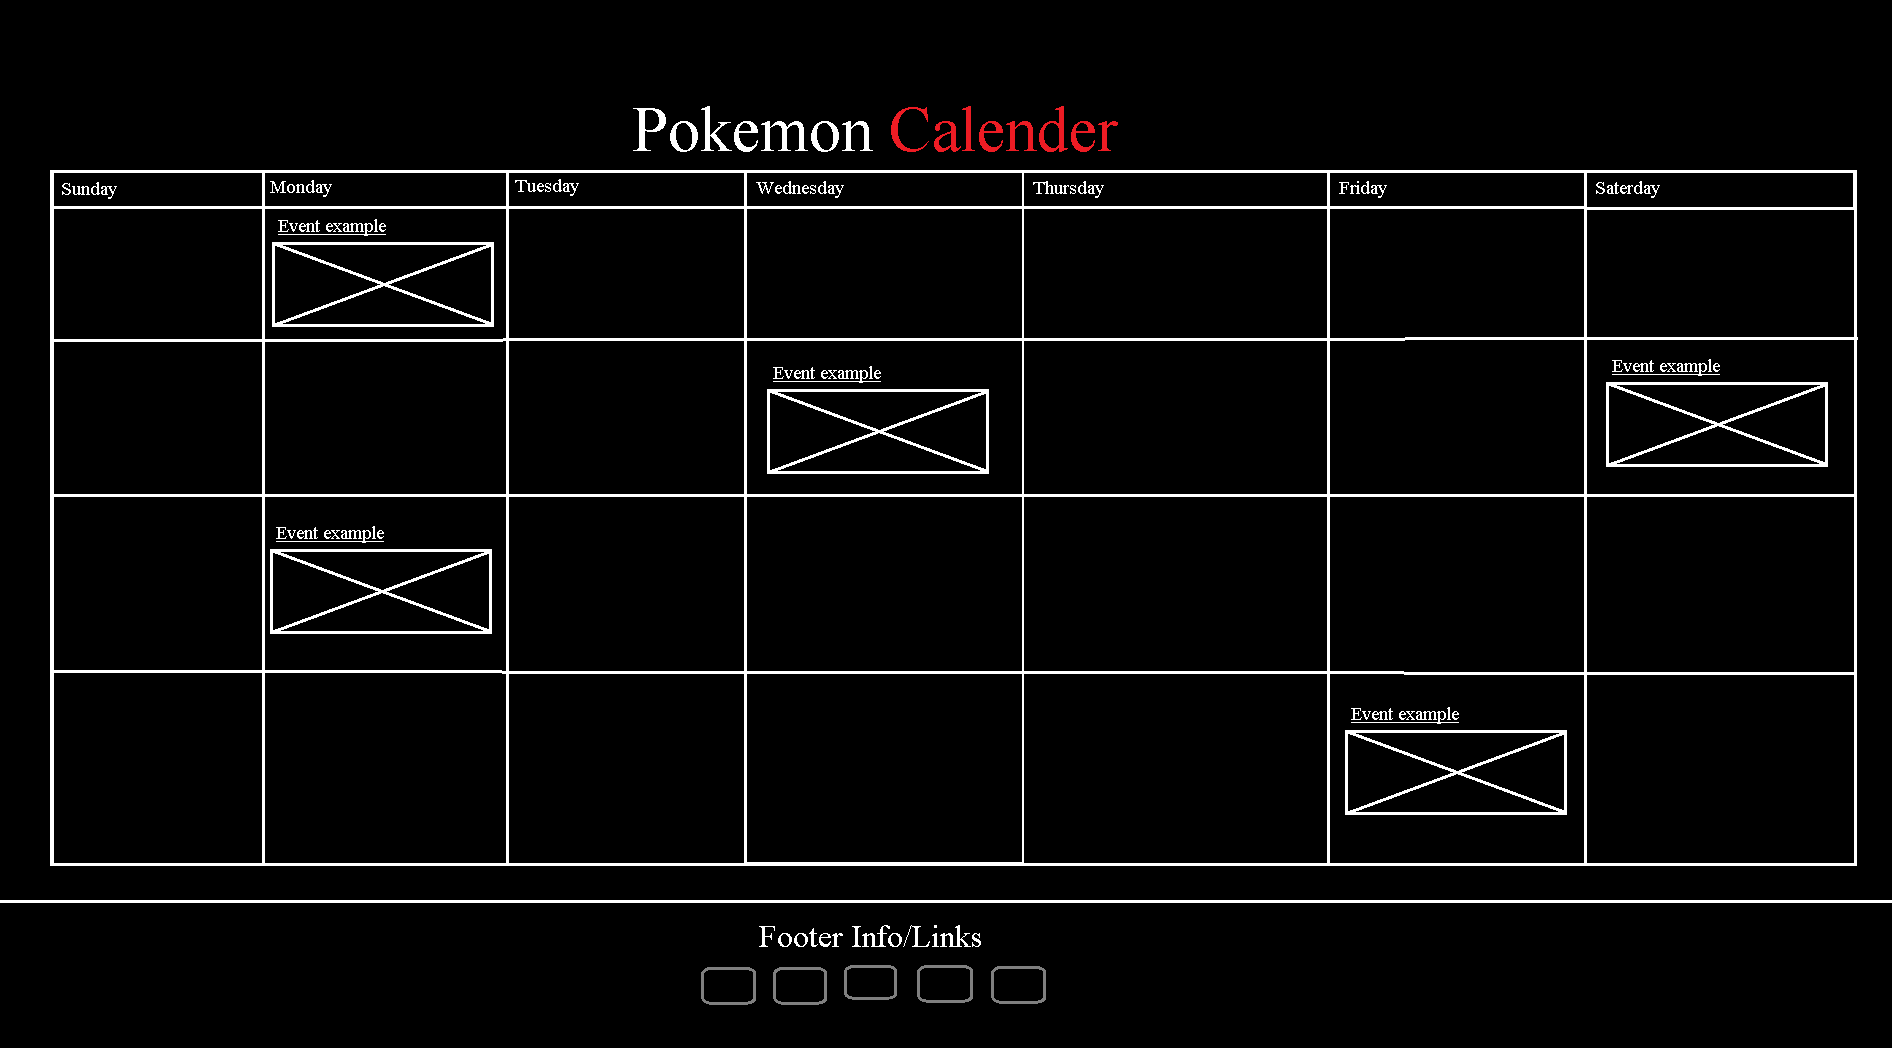 Pokemon Calender
Sunday Monday Tuesday Wednesday Thursday Friday Saterday
Event example
Event example
Event example
Event example
Event example
Footer Info/Links